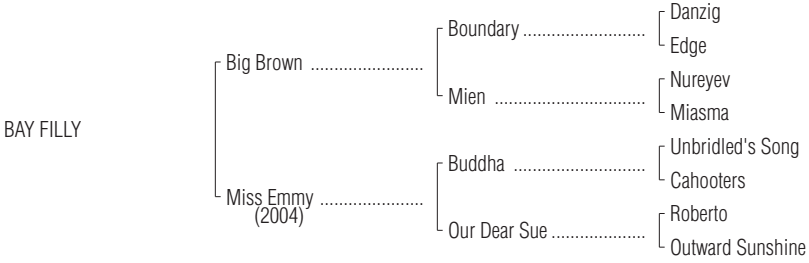 Danzig
Boundary ........................
Edge
Big Brown ......................
Nureyev
Mien .............................
Miasma
BAY FILLY
Unbridled's Song
Buddha .........................
Cahooters
Miss Emmy ....................
(2004)
Roberto
Our Dear Sue ..................
Outward Sunshine